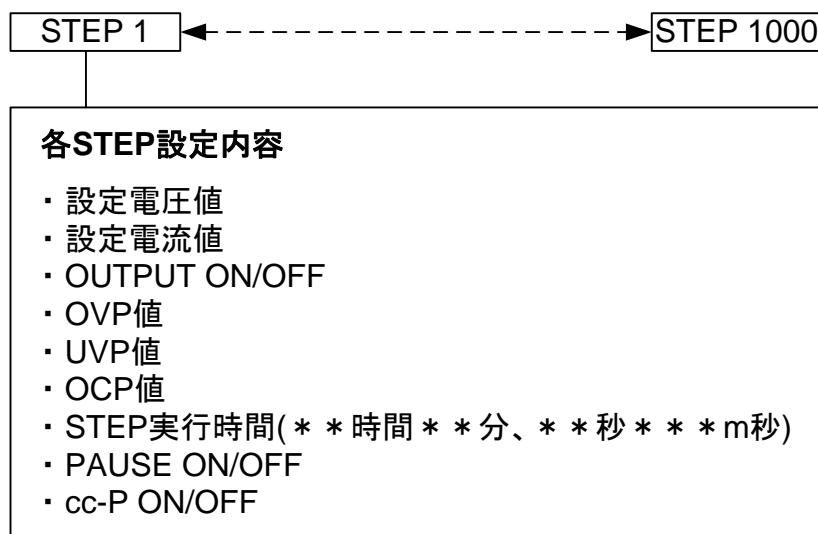 STEP 1 STEP 1000
各STEP設定内容
・設定電圧値
・設定電流値
・OUTPUT ON/OFF
・OVP値
・UVP値
・OCP値
・STEP実行時間(＊＊時間＊＊分、＊＊秒＊＊＊m秒)
・PAUSE ON/OFF
・cc-P ON/OFF